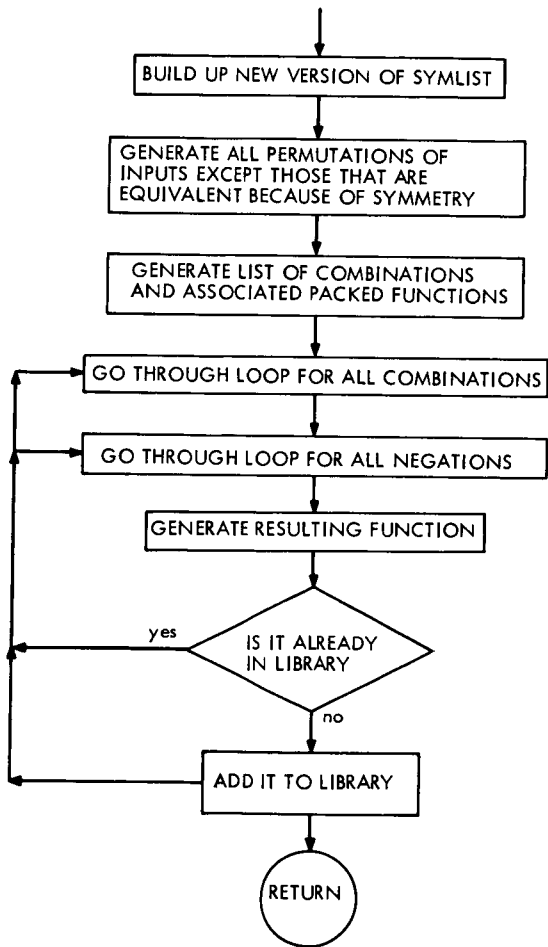 BUILD UP NEW VERSION OF SYMLIST
GENERATE ALL PERMUTATIONS OF
INPUTS EXCEPT THOSE THAT ARE
EQUIVALENT BECAUSE OF SYMMETRY
GENERATE LIST OF COMBINATIONS
AND ASSOCIATED PACKED FUNCTIONS
GO THROUGH LOOP FOR ALL COMBINATIONS
GO THROUGH LOOP FOR ALL NEGATIONS
GENERATE RESULTING FUNCTION
yes
IS IT ALREADY
IN LIBRARY
no
ADD IT TO LIBRARY
RETURN